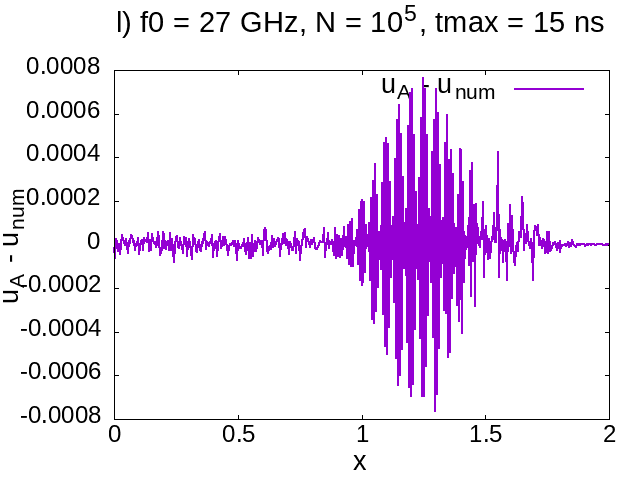 l) f0 = 27 GHz, N = 10^5, tmax = 15 ns
u_A - u_num
0.0008
0.0006
0.0004
0.0002
0
-0.0002
-0.0004
-0.0006
-0.0008
u_A - u_num
0 0.5 1 1.5 2
x